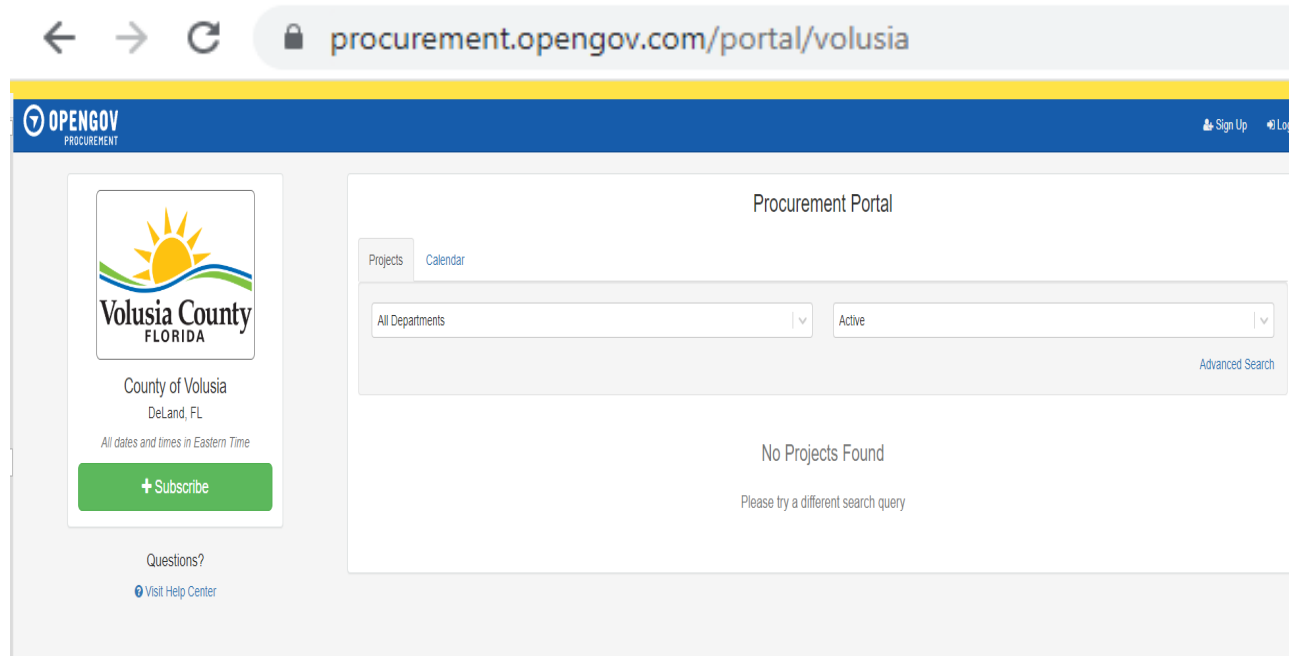 procurement.opengov.com/portal/volusia
OPENGOV
PROCUREMENT
Sign Up
Log
Volusia County
FLORIDA
County of Volusia
DeLand, FL
All dates and times in Eastern Time
+ Subscribe
Questions?
Visit Help Center
Procurement Portal
Projects Calendar
All Departments
Active
Advanced Search
No Projects Found
Please try a different search query